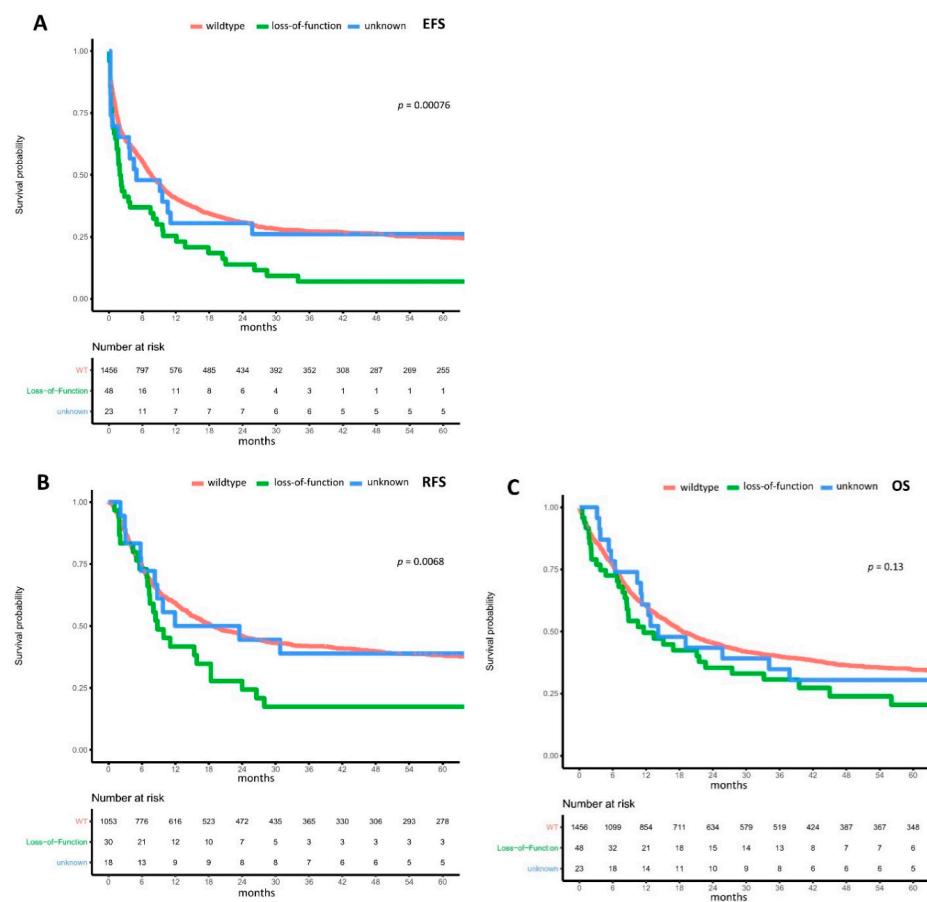 A
wildtype loss-of-function unknown EFS
1.00
p = 0.00076
0.75
Survival probability
0.50
0.25
0.00
0 6 12 18 24 30 36 42 48 54 60
months
Number at risk
WT 1456 797 576 485 434 392 352 308 287 269 255
Loss-of-Function 48 16 11 8 6 4 3 1 1 1 1
unknown 23 11 7 7 7 6 6 5 5 5 5
0 6 12 18 24 30 36 42 48 54 60
months
B
wildtype loss-of-function unknown RFS
1.00
p = 0.0068
0.75
Survival probability
0.50
0.25
0.00
0 6 12 18 24 30 36 42 48 54 60
months
Number at risk
WT 1053 776 616 523 472 435 365 330 306 293 278
Loss-of-Function 30 21 12 10 7 5 3 3 3 3 3
unknown 18 13 9 9 8 8 7 6 6 5 5
0 6 12 18 24 30 36 42 48 54 60
months
C
wildtype loss-of-function unknown OS
1.00
p = 0.13
0.75
Survival probability
0.50
0.25
0.00
0 6 12 18 24 30 36 42 48 54 60
months
Number at risk
WT 1456 1099 854 711 634 579 519 424 387 367 348
Loss-of-Function 48 32 21 18 15 14 13 8 7 7 6
unknown 23 18 14 11 10 9 8 6 6 6 5
0 6 12 18 24 30 36 42 48 54 60
months